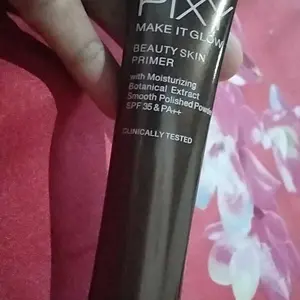 PIXY
MAKE IT GLOW
BEAUTY SKIN
PRIMER
with Moisturizing
Botanical Extract
Smooth Polished Powder
SPF 35 & PA++
CLINICALLY TESTED